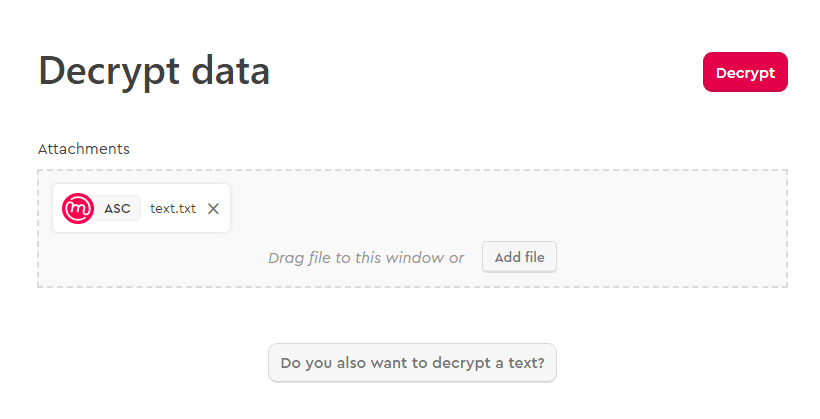 Decrypt data
Decrypt
Attachments
ASC text.txt
Drag file to this window or Add file
Do you also want to decrypt a text?